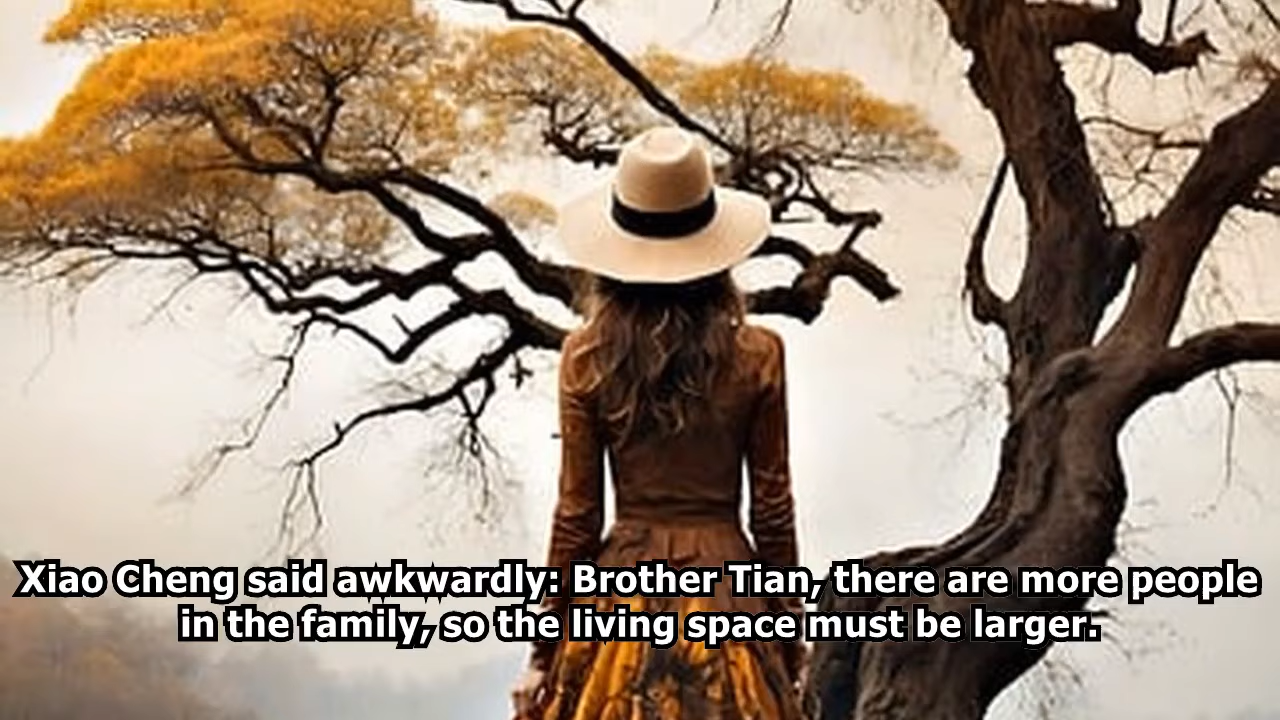 Xiao Cheng said awkwardly: Brother Tian, there are more people
in the family, so the living space must be larger.